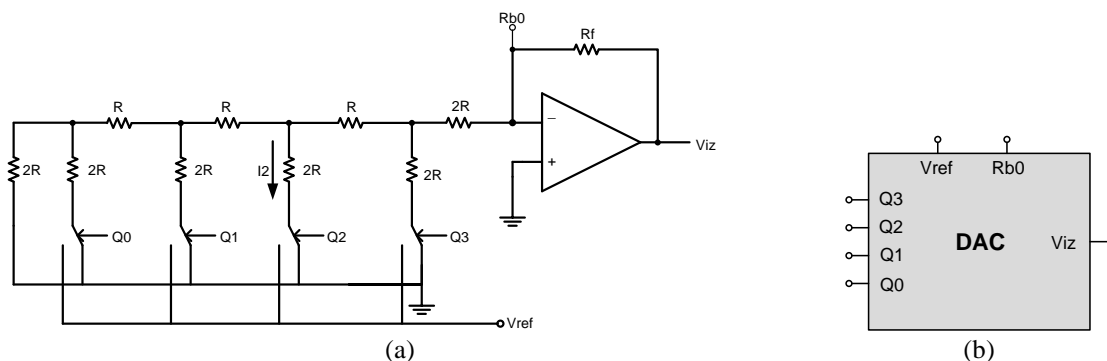 Rb0
Rf
R
R
R
2R
Viz
2R
2R
2R
I2
2R
2R
Q0
Q1
Q2
Q3
Vref
(a)
Vref
Rb0
Q3
Q2
DAC
Viz
Q1
Q0
(b)
−
+